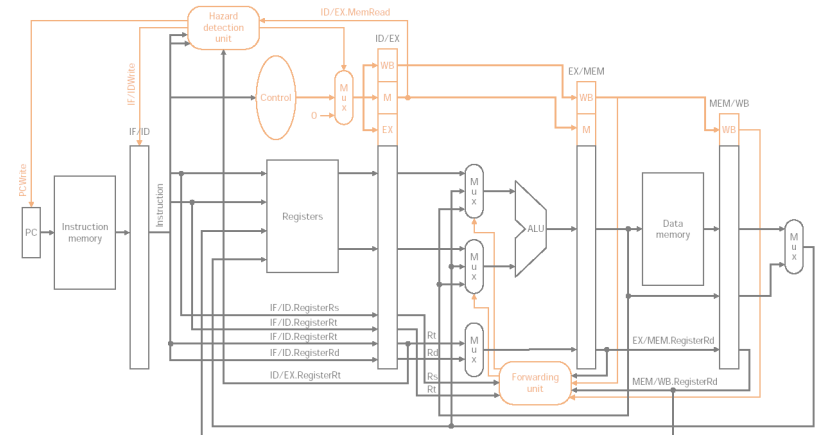 Hazard
detection
unit
ID/EX.MemRead
ID/EX
EX/MEM
MEM/WB
IF/IDWrite
PCWrite
IF/ID
Control
M
u
x
0
WB
M
EX
WB
M
WB
PC
Instruction
memory
Instruction
Registers
M
u
x
M
u
x
M
u
x
ALU
Data
memory
M
u
x
IF/ID.RegisterRs
IF/ID.RegisterRt
IF/ID.RegisterRt
IF/ID.RegisterRd
ID/EX.RegisterRt
Rt
Rd
Rs
Rt
EX/MEM.RegisterRd
Forwarding
unit
MEM/WB.RegisterRd